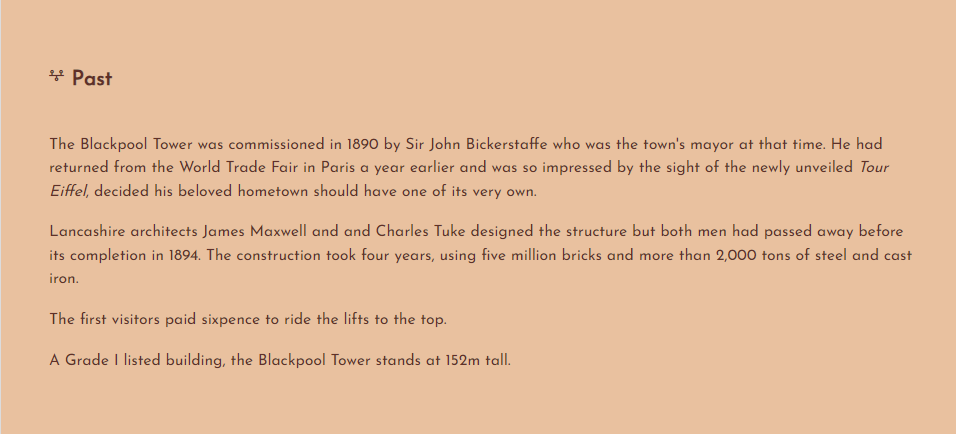 Past
The Blackpool Tower was commissioned in 1890 by Sir John Bickerstaffe who was the town's mayor at that time. He had
returned from the World Trade Fair in Paris a year earlier and was so impressed by the sight of the newly unveiled Tour
Eiffel, decided his beloved hometown should have one of its very own.
Lancashire architects James Maxwell and and Charles Tuke designed the structure but both men had passed away before
its completion in 1894. The construction took four years, using five million bricks and more than 2,000 tons of steel and cast
iron.
The first visitors paid sixpence to ride the lifts to the top.
A Grade I listed building, the Blackpool Tower stands at 152m tall.